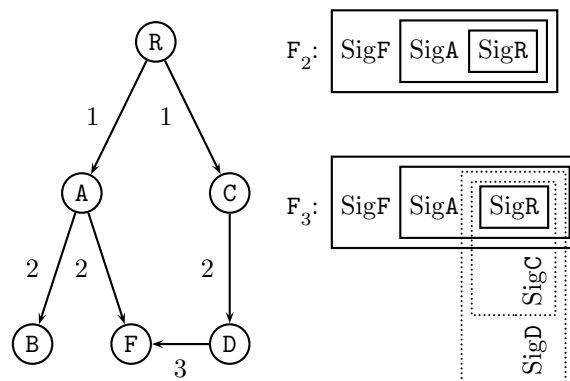 R
F2: SigF SigA SigR
1 1
A C
F3: SigF SigA SigR
2 2 2
SigC
B F D
3
SigD